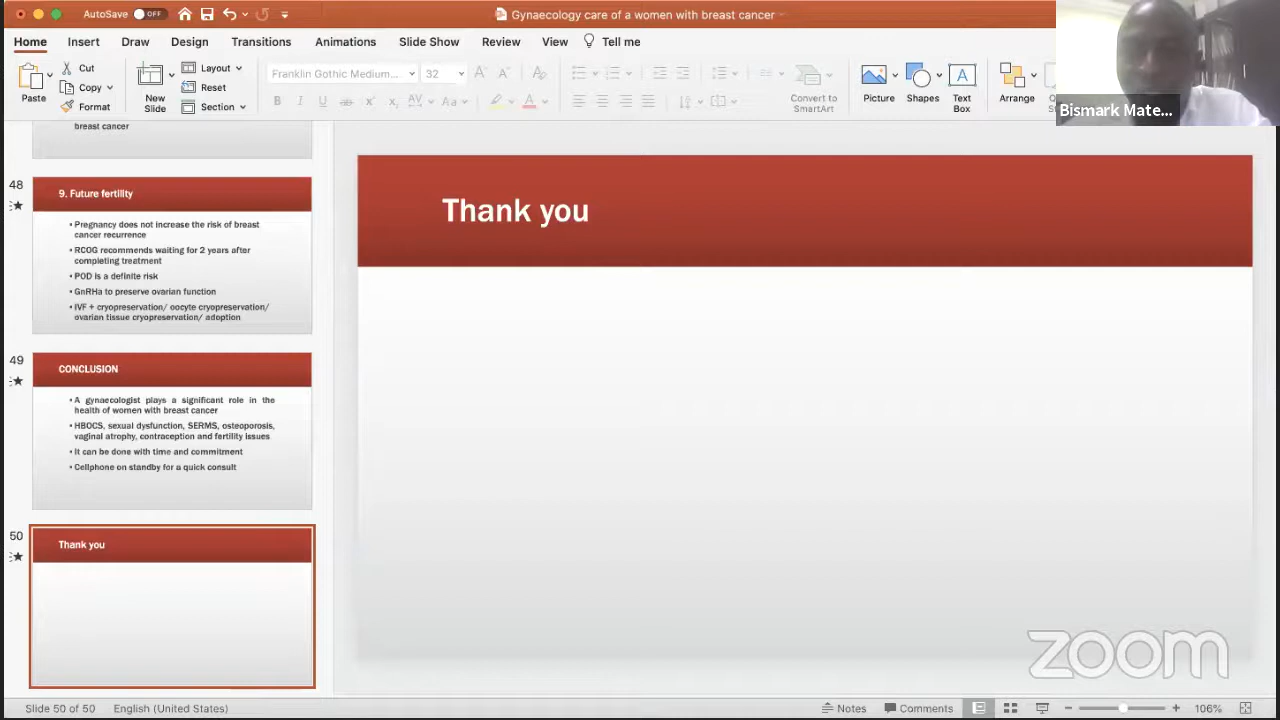 AutoSave OFF
Gynaecology care of a women with breast cancer
Home Insert Draw Design Transitions Animations Slide Show Review View Tell me
Paste
Cut
Copy
Format
New
Slide
Layout
Reset
Section
Franklin Gothic Medium... 32
Convert to
SmartArt
Picture
Shapes
Text
Box
Arrange
Bismark Mate...
breast cancer
48
9. Future fertility
• Pregnancy does not increase the risk of breast
cancer recurrence
• RCOG recommends waiting for 2 years after
completing treatment
• POD is a definite risk
• GnRHa to preserve ovarian function
• IVF + cryopreservation/ oocyte cryopreservation/
ovarian tissue cryopreservation/ adoption
49
CONCLUSION
• A gynaecologist plays a significant role in the
health of women with breast cancer
• HBOCS, sexual dysfunction, SERMS, osteoporosis,
vaginal atrophy, contraception and fertility issues
• It can be done with time and commitment
• Cellphone on standby for a quick consult
50
Thank you
Thank you
zoom
Slide 50 of 50 English (United States)
Notes Comments 106%